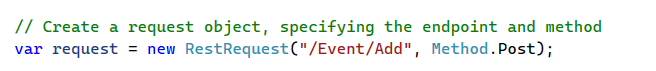 // Create a request object, specifying the endpoint and method
var request = new RestRequest("/Event/Add", Method.Post);